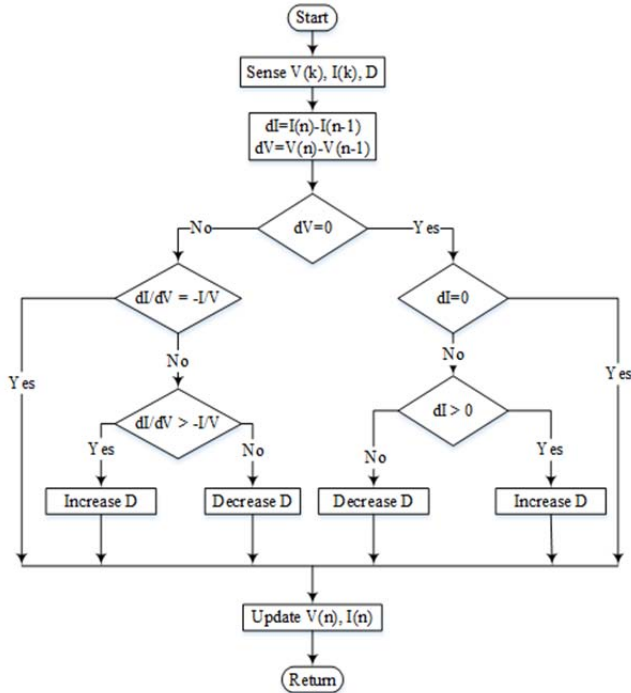 Start
Sense V(k), I(k), D
dI=I(n)-I(n-1)
dV=V(n)-V(n-1)
dV=0
No
Yes
dI/dV = -I/V
dI=0
Yes
No
No
Yes
dI/dV > -I/V
dI > 0
Yes
No
No
Yes
Increase D
Decrease D
Decrease D
Increase D
Update V(n), I(n)
Return